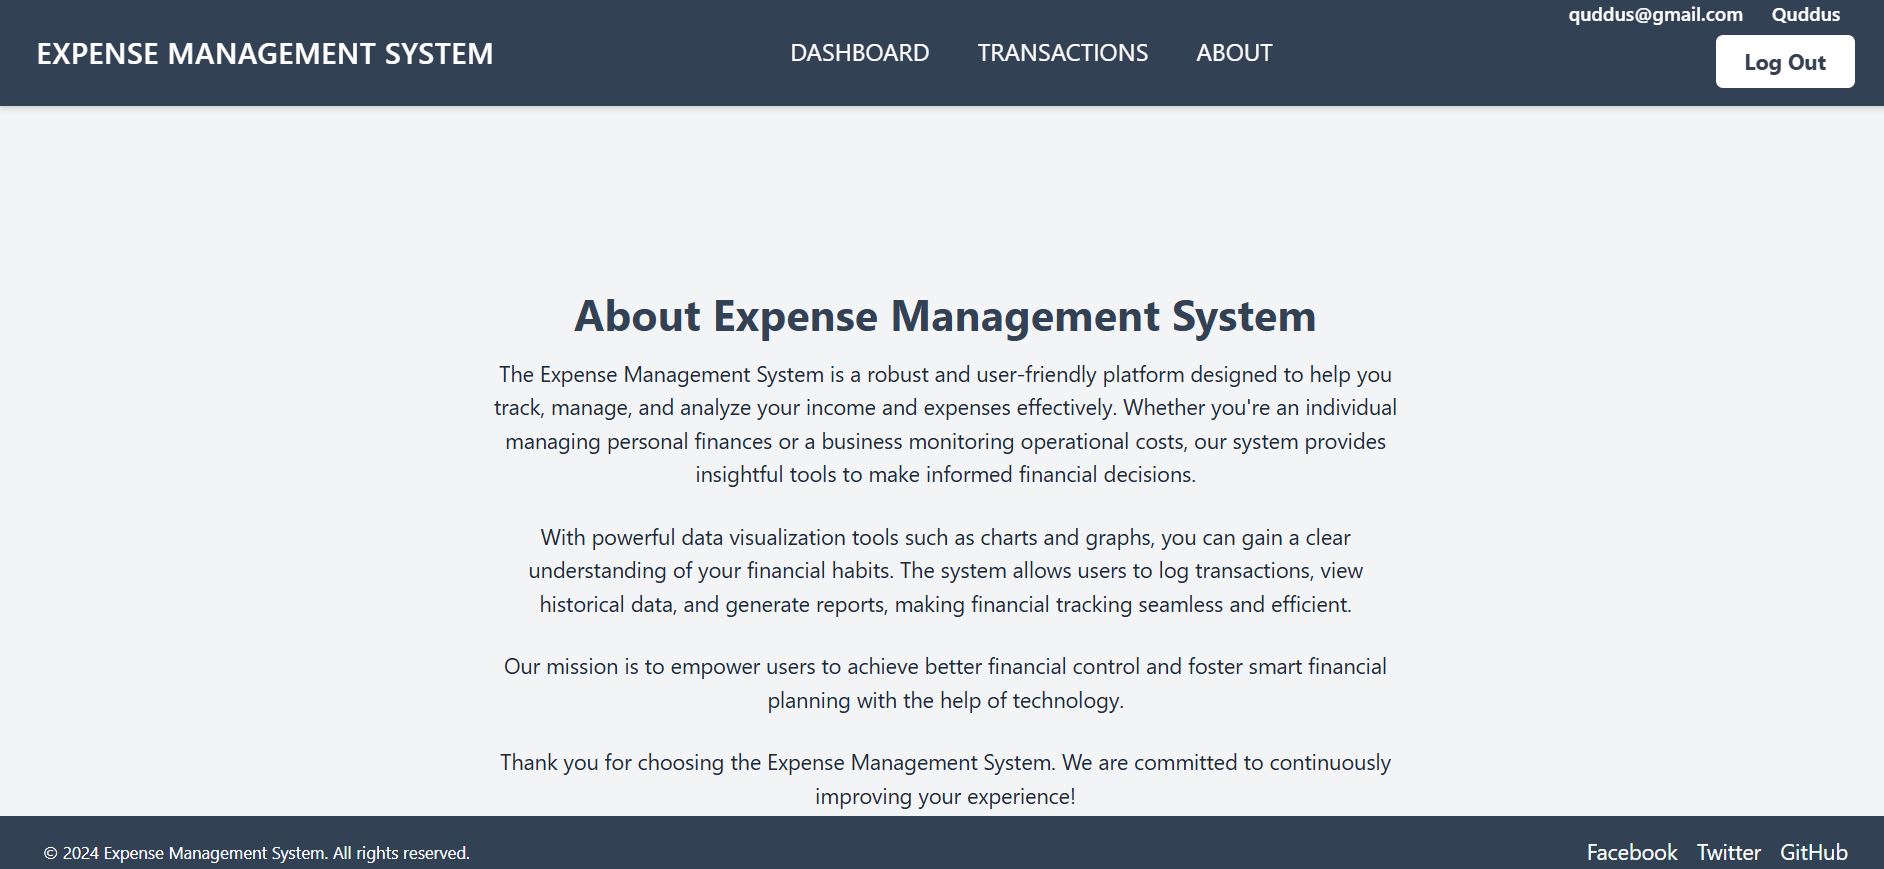 quddus@gmail.com Quddus
EXPENSE MANAGEMENT SYSTEM DASHBOARD TRANSACTIONS ABOUT Log Out
About Expense Management System
The Expense Management System is a robust and user-friendly platform designed to help you
track, manage, and analyze your income and expenses effectively. Whether you're an individual
managing personal finances or a business monitoring operational costs, our system provides
insightful tools to make informed financial decisions.
With powerful data visualization tools such as charts and graphs, you can gain a clear
understanding of your financial habits. The system allows users to log transactions, view
historical data, and generate reports, making financial tracking seamless and efficient.
Our mission is to empower users to achieve better financial control and foster smart financial
planning with the help of technology.
Thank you for choosing the Expense Management System. We are committed to continuously
improving your experience!
© 2024 Expense Management System. All rights reserved. Facebook Twitter GitHub